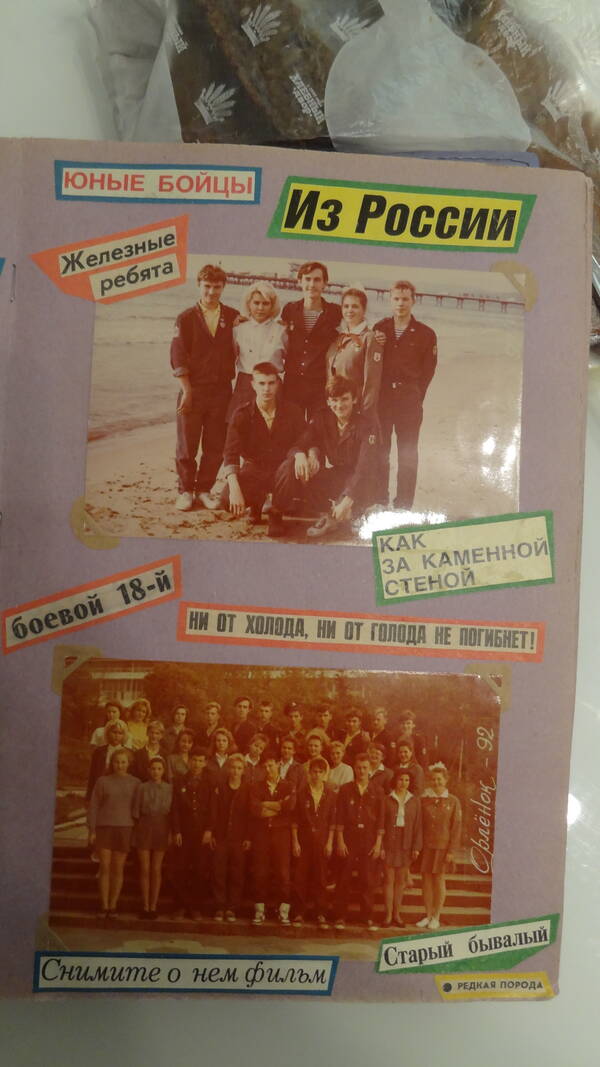 ЮНЫЕ БОЙЦЫ
Из России
Железные
ребята
КАК
ЗА КАМЕННОЙ
СТЕНОЙ
боевой 18-й
НИ ОТ ХОЛОДА, НИ ОТ ГОЛОДА НЕ ПОГИБНЕТ!
Орлёнок - 92
Старый бывалый
Снимите о нем фильм
РЕДКАЯ ПОРОДА